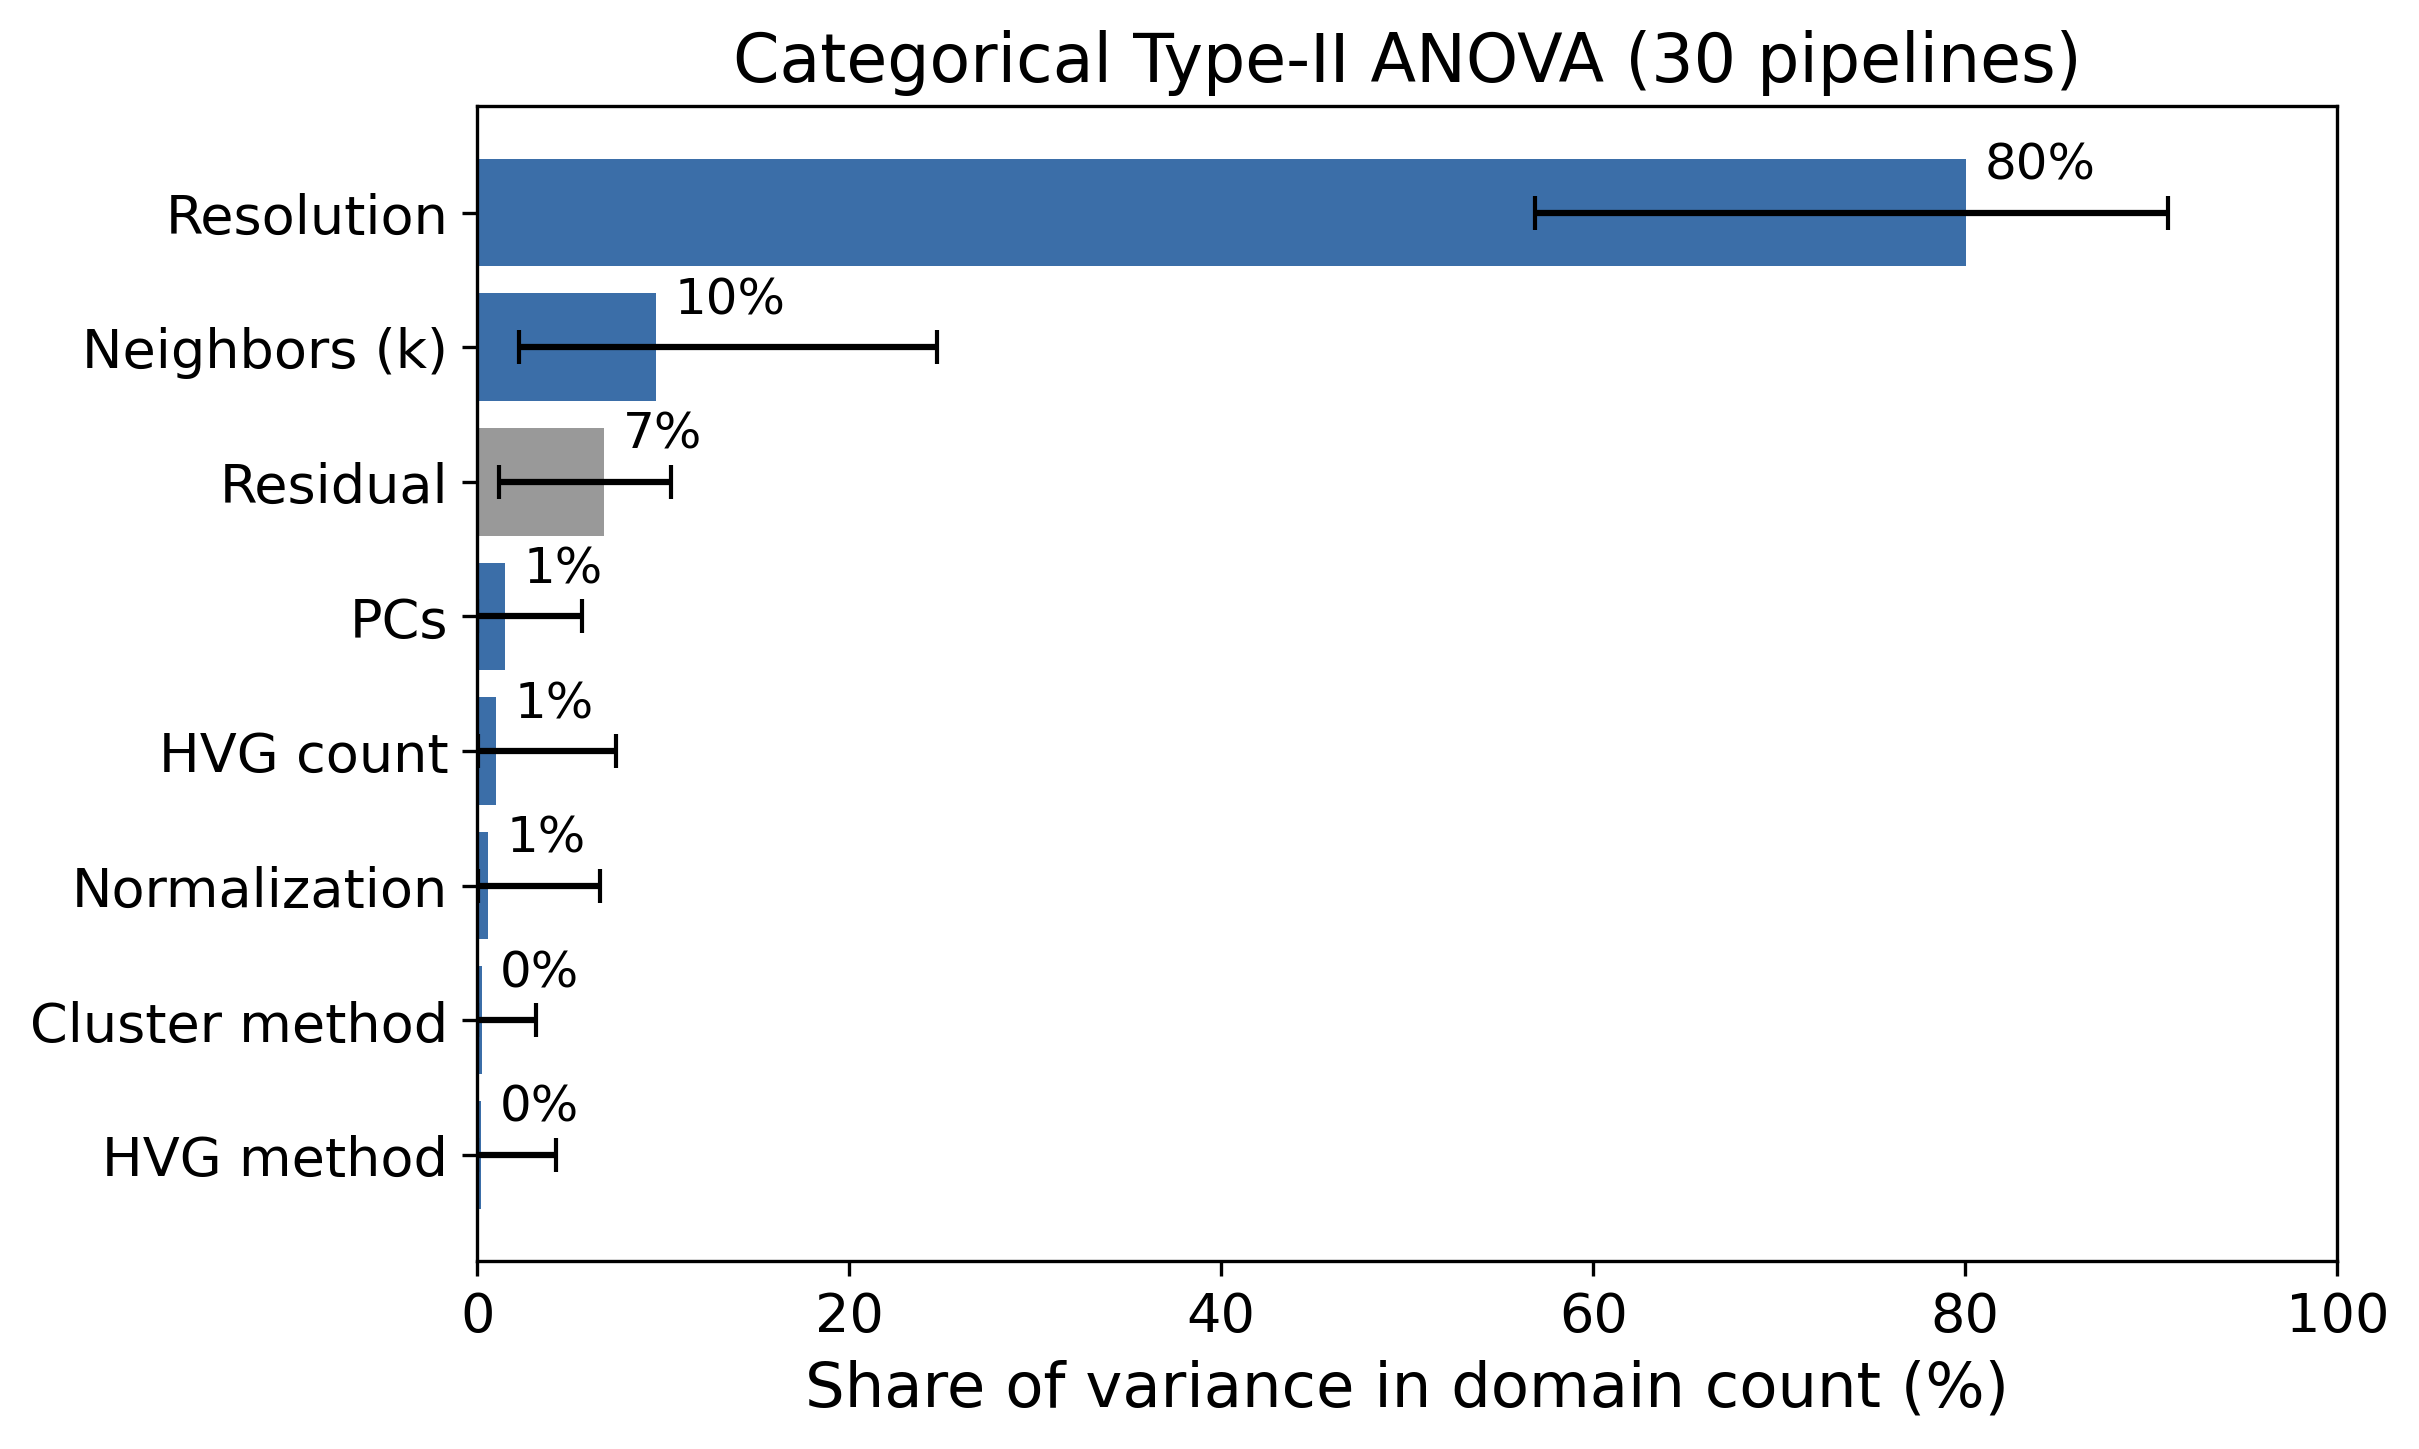 Categorical Type-II ANOVA (30 pipelines)
Resolution
80%
Neighbors (k)
10%
Residual
7%
PCs
1%
HVG count
1%
Normalization
1%
Cluster method
0%
HVG method
0%
0 20 40 60 80 100
Share of variance in domain count (%)